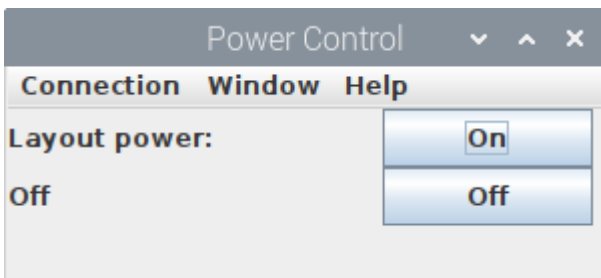 Power Control
Connection Window Help
Layout power: On
Off Off